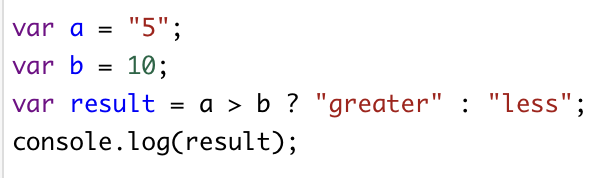 var a = "5";
var b = 10;
var result = a > b ? "greater" : "less";
console.log(result);